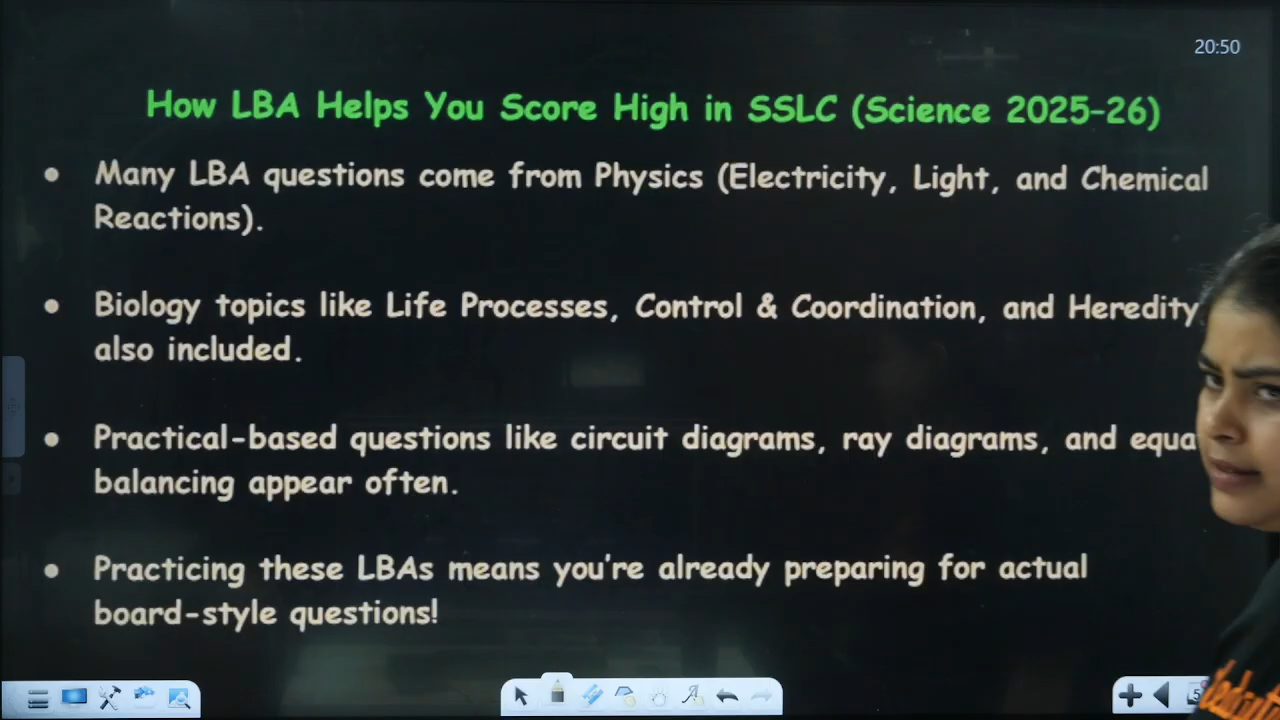 20:50
How LBA Helps You Score High in SSLC (Science 2025-26)
• Many LBA questions come from Physics (Electricity, Light, and Chemical
Reactions).
• Biology topics like Life Processes, Control & Coordination, and Heredity
also included.
• Practical-based questions like circuit diagrams, ray diagrams, and equa
balancing appear often.
• Practicing these LBAs means you're already preparing for actual
board-style questions!